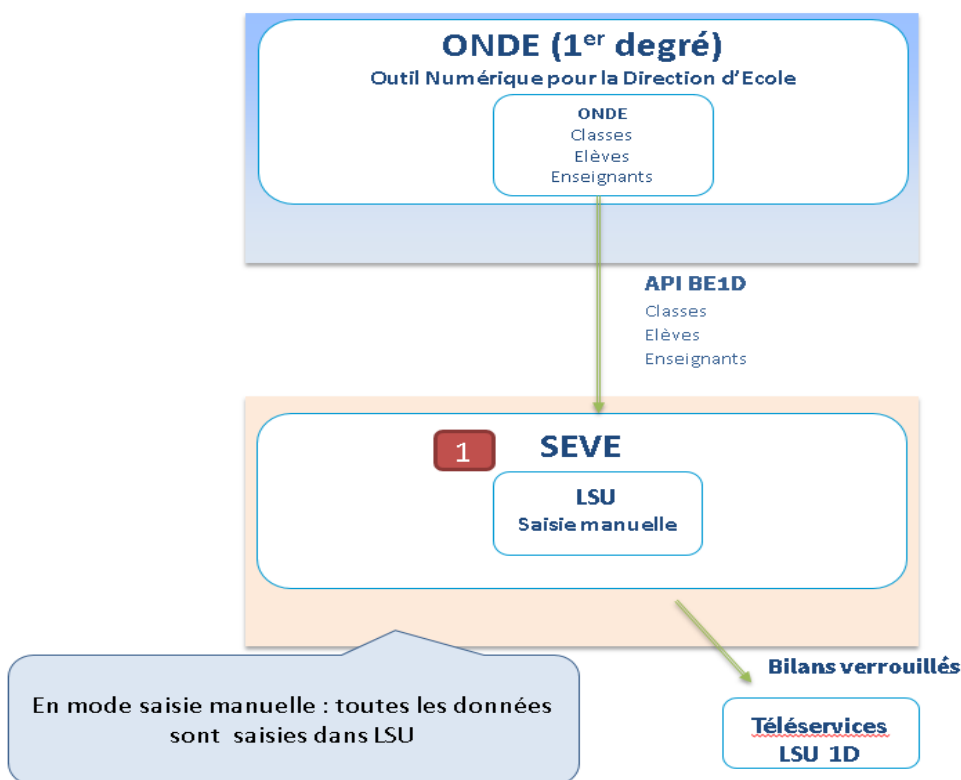 ONDE (1er degré)
Outil Numérique pour la Direction d'Ecole
ONDE
Classes
Elèves
Enseignants
API BE1D
Classes
Elèves
Enseignants
1
SEVE
LSU
Saisie manuelle
En mode saisie manuelle : toutes les données
sont saisies dans LSU
Bilans verrouillés
Téléservices
LSU 1D